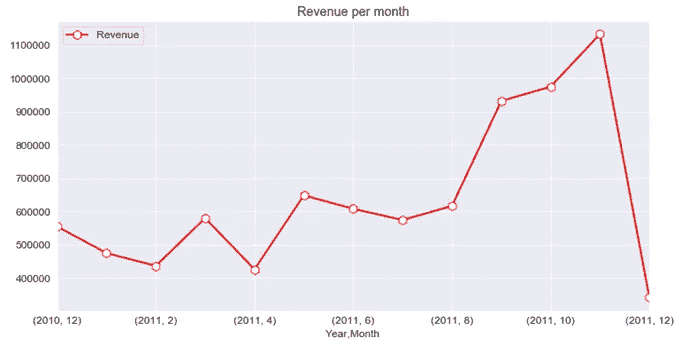 Revenue per month
Revenue
1100000
1000000
900000
800000
700000
600000
500000
400000
(2010, 12) (2011, 2) (2011, 4) (2011, 6) (2011, 8) (2011, 10) (2011, 12)
Year,Month